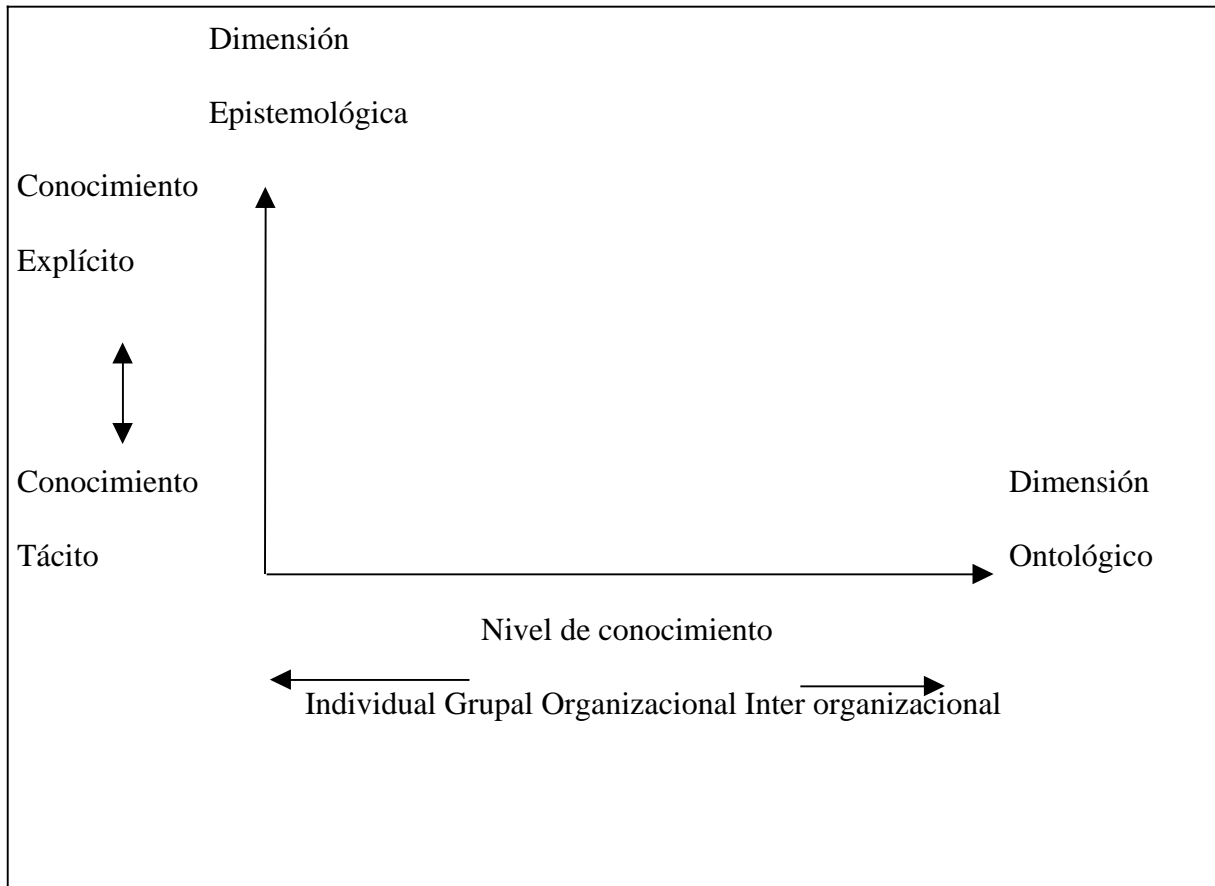 Dimensión
Epistemológica
Conocimiento
Explícito
Conocimiento
Tácito
Dimensión
Ontológico
Nivel de conocimiento
Individual Grupal Organizacional Inter organizacional